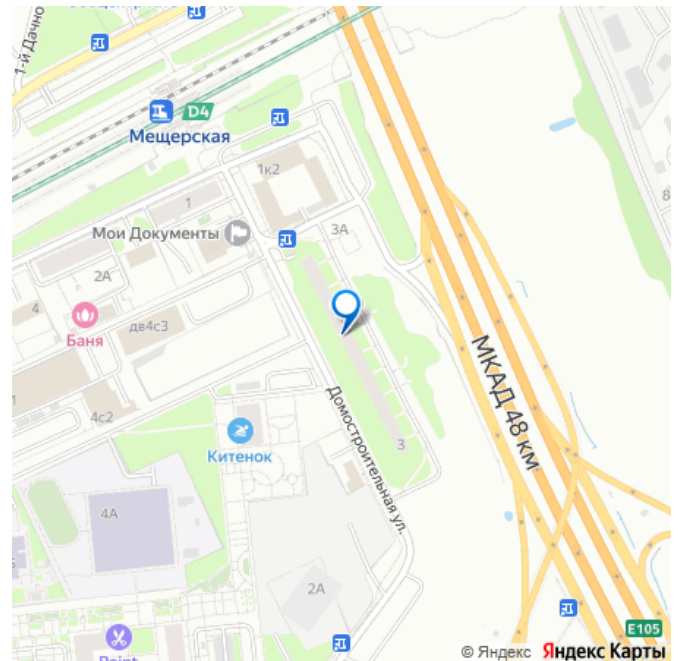 1-й Дачно
D4
Мещерская
1к2
1
Мои Документы
3А
8
2А
4
Баня
дв4с3
МКАД 48 км
1
4с2
Домостроительная ул.
Китенок
3
4А
2А
E105
Point
© Яндекс Яндекс Карты